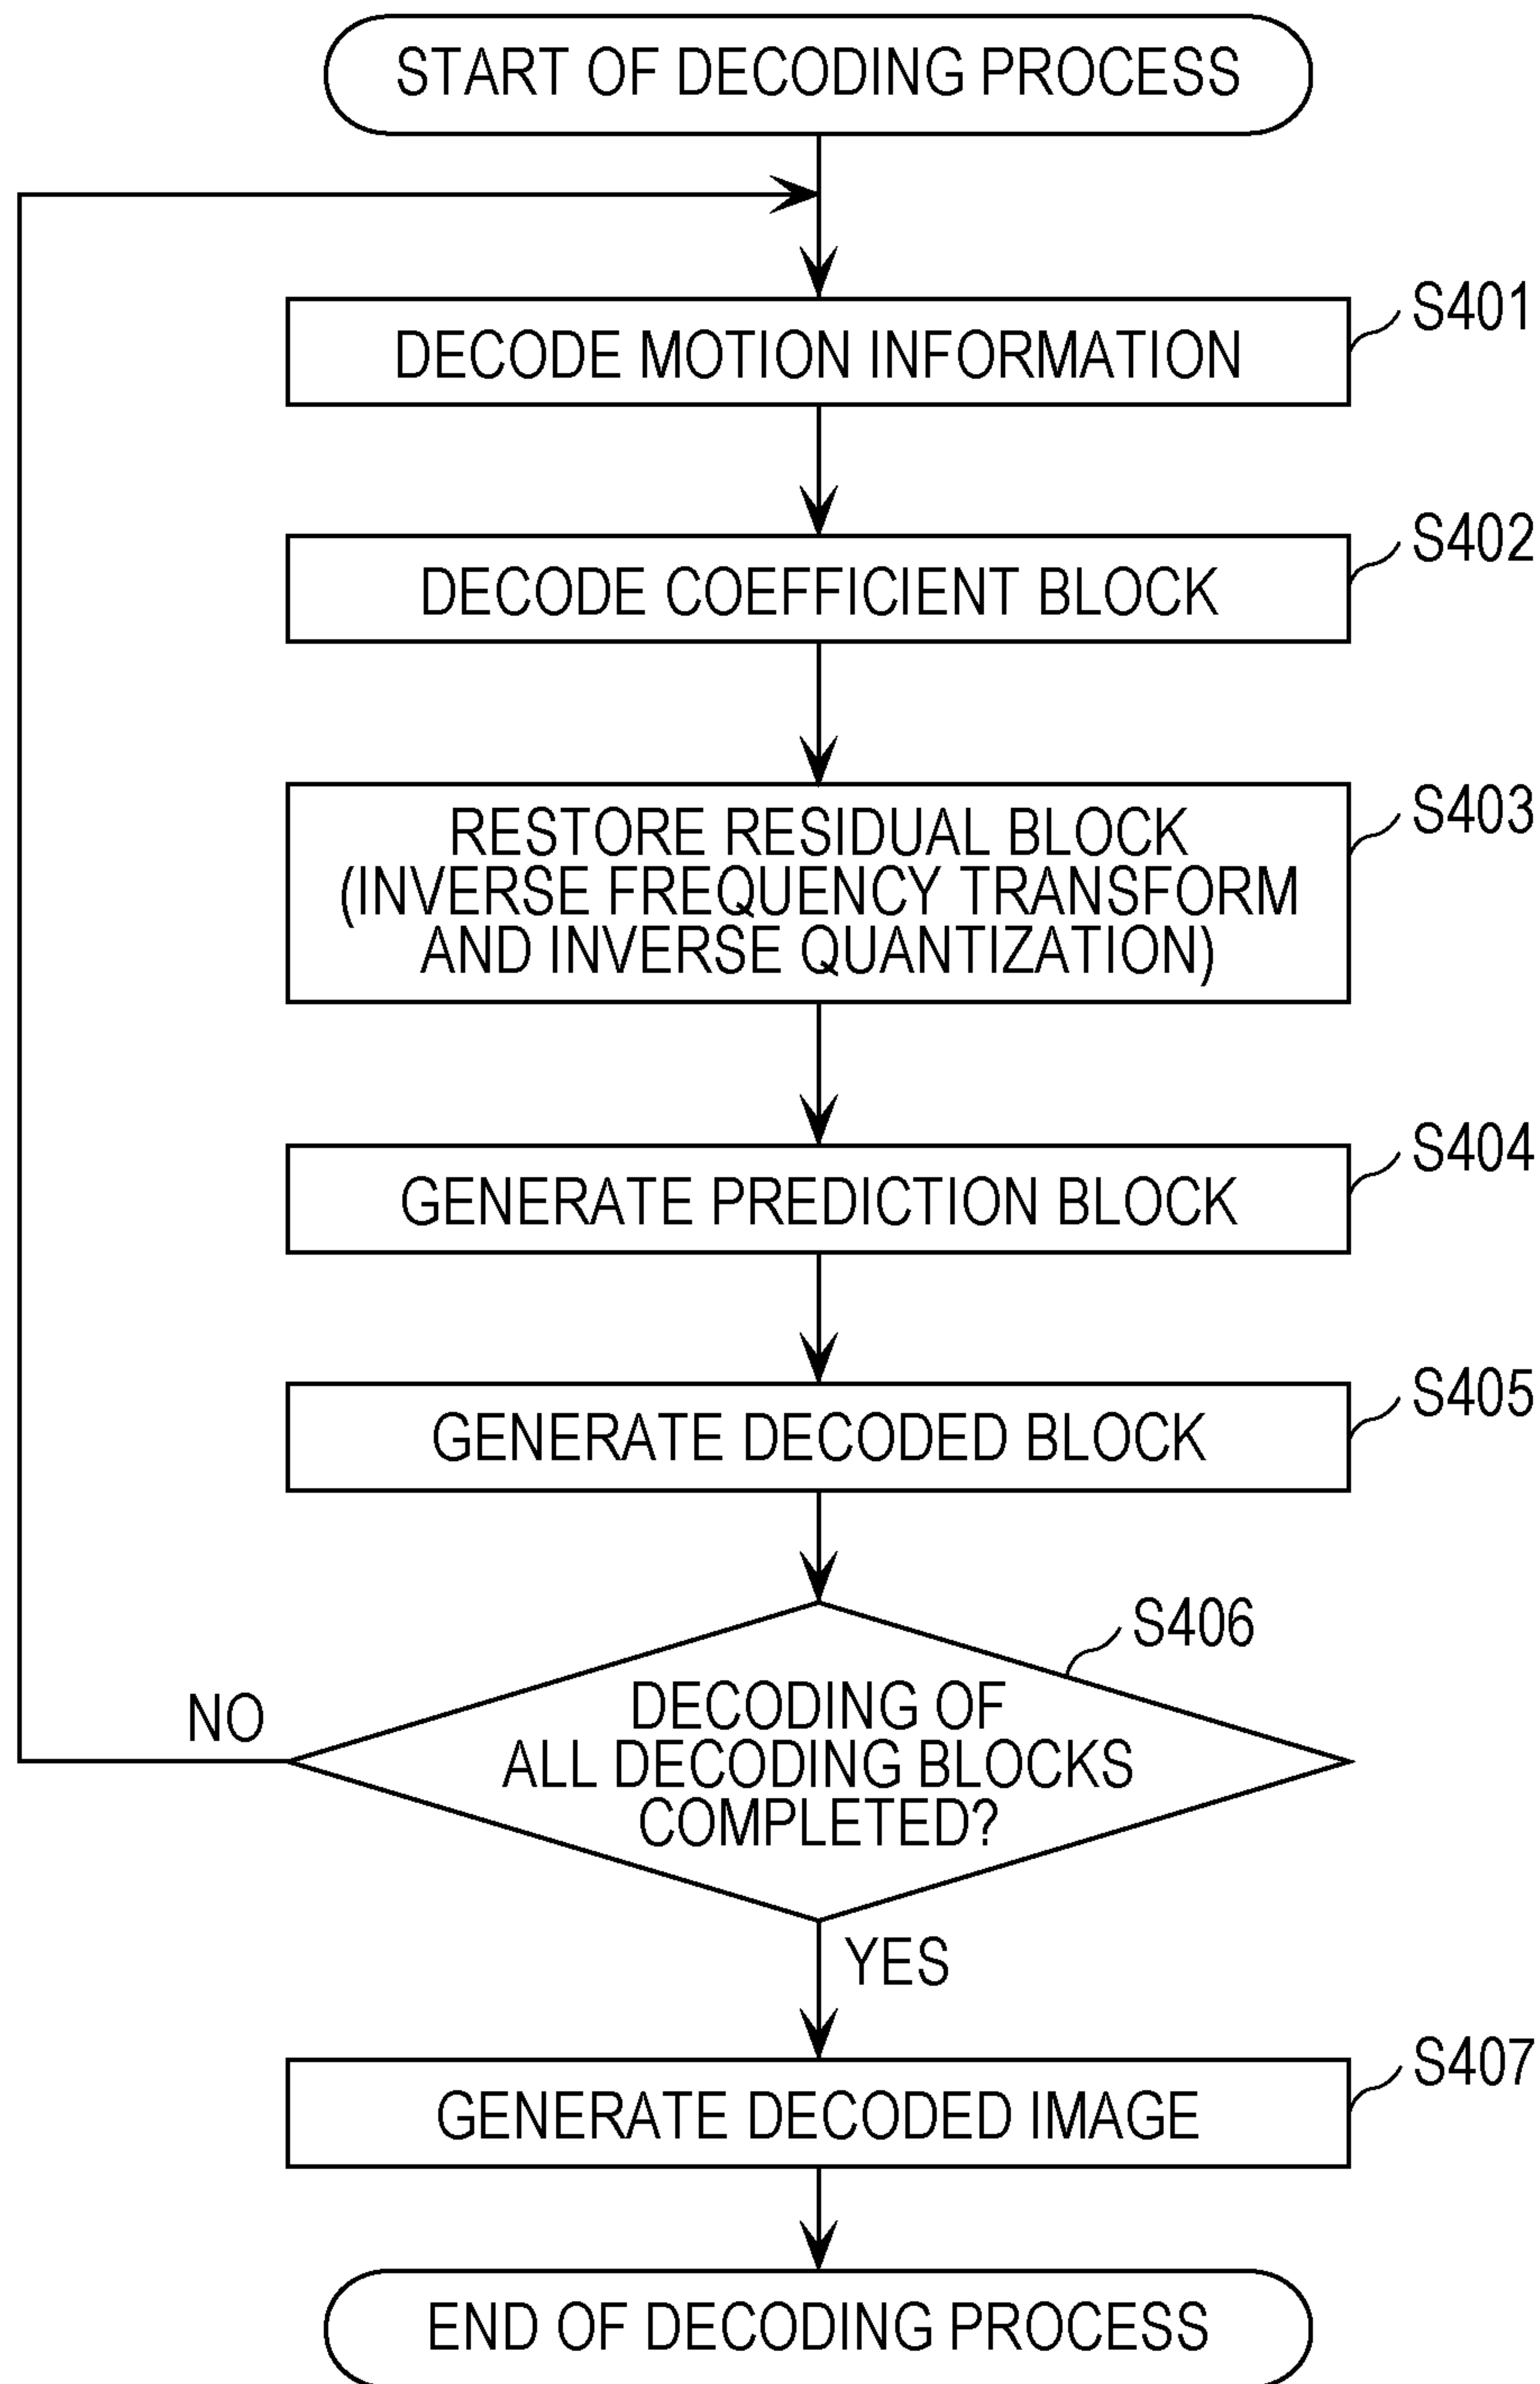 START OF DECODING PROCESS
S401
DECODE MOTION INFORMATION
S402
DECODE COEFFICIENT BLOCK
S403
RESTORE RESIDUAL BLOCK
(INVERSE FREQUENCY TRANSFORM
AND INVERSE QUANTIZATION)
S404
GENERATE PREDICTION BLOCK
S405
GENERATE DECODED BLOCK
S406
DECODING OF
ALL DECODING BLOCKS
COMPLETED?
NO
YES
S407
GENERATE DECODED IMAGE
END OF DECODING PROCESS